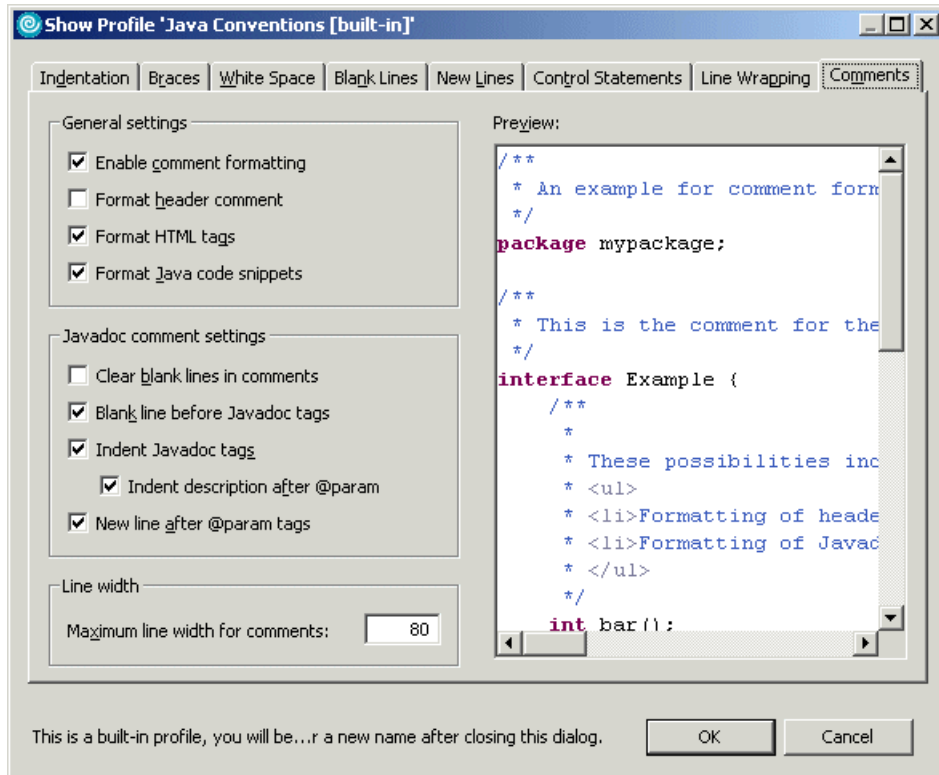 Show Profile 'Java Conventions [built-in]'
Indentation Braces White Space Blank Lines New Lines Control Statements Line Wrapping Comments
General settings
Enable comment formatting
Format header comment
Format HTML tags
Format Java code snippets
Javadoc comment settings
Clear blank lines in comments
Blank line before Javadoc tags
Indent Javadoc tags
Indent description after @param
New line after @param tags
Line width
Maximum line width for comments: 80
Preview:
/**
* An example for comment form
*/
package mypackage;
/**
* This is the comment for the
*/
interface Example {
/**
*
* These possibilities inc
* <ul>
* <li>Formatting of heade
* <li>Formatting of Javad
* </ul>
*/
int bar();
This is a built-in profile, you will be...r a new name after closing this dialog.
OK Cancel